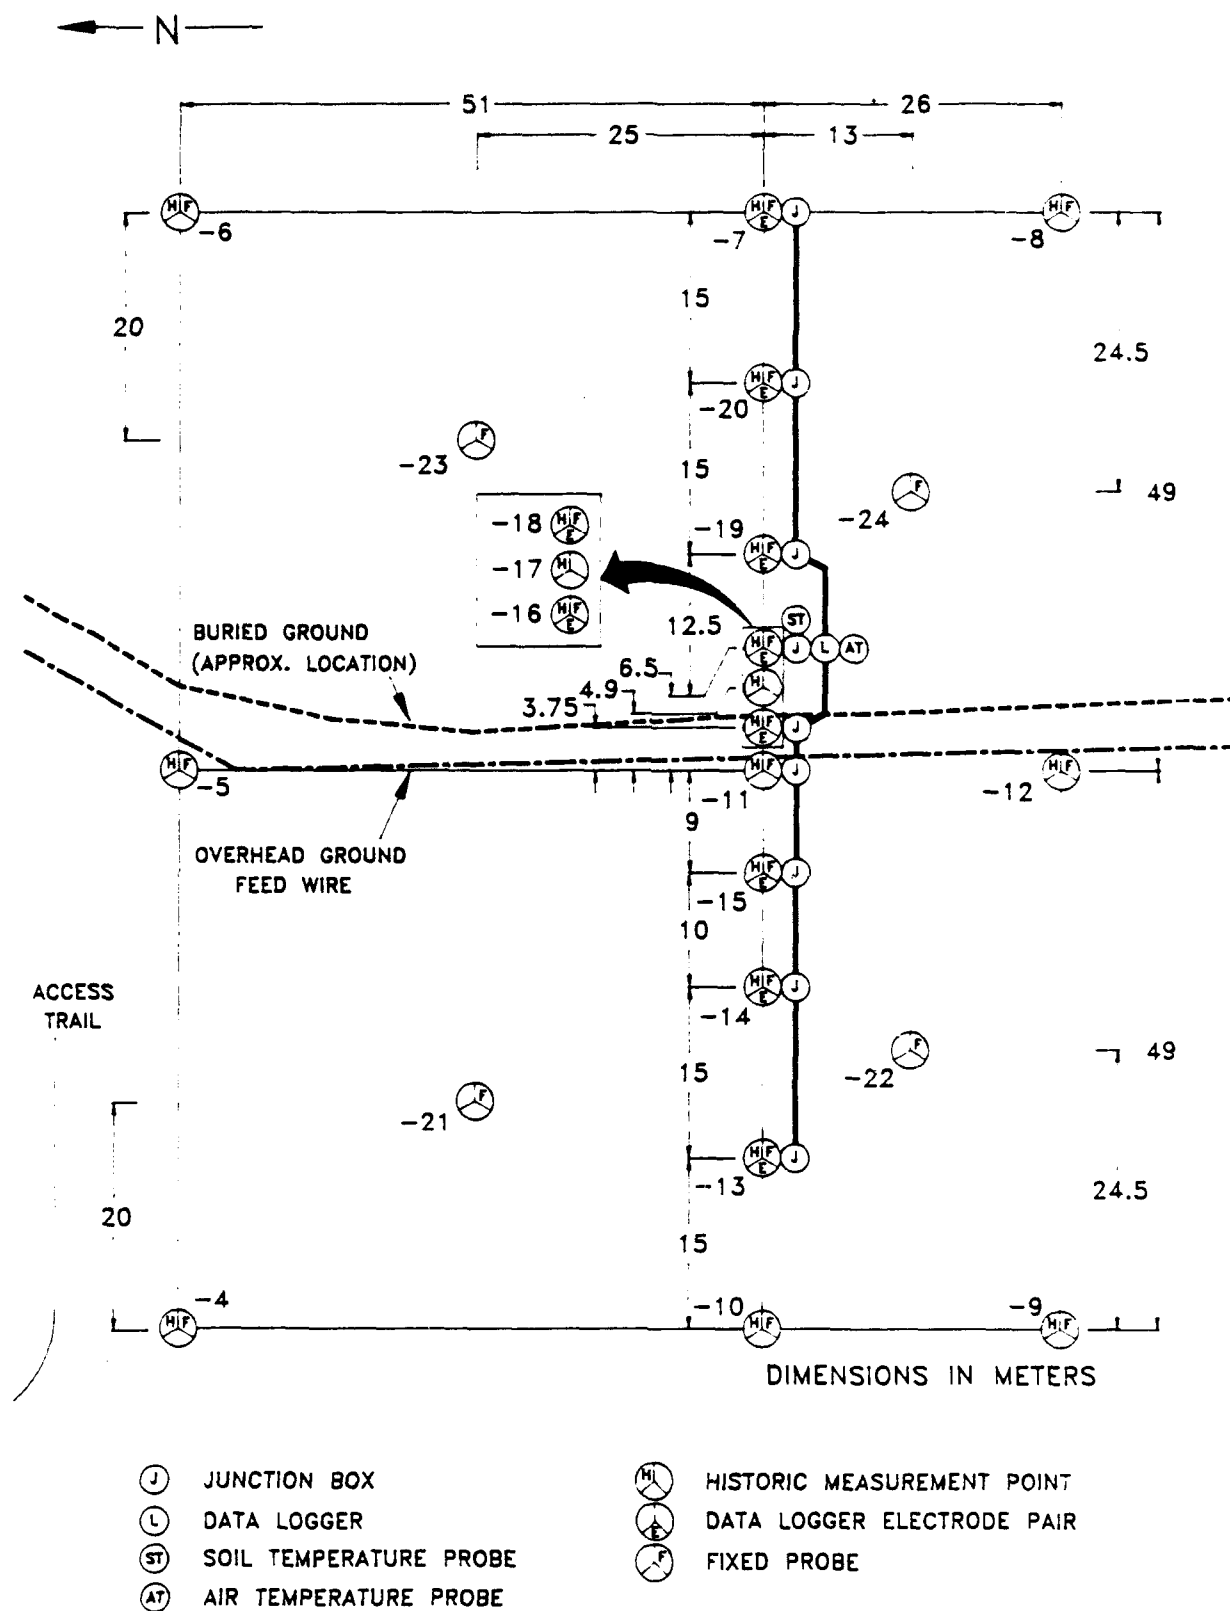 N
51
26
25
13
H F
H F E
J
H F
-6
-7
-8
15
20
24.5
H F E
J
-20
F
-23
15
F
-24
49
-18 H F E
-19
H F E
J
-17 H
-16 H F E
12.5
ST
BURIED GROUND
(APPROX. LOCATION)
H F E
J
L
AT
6.5
H
4.9
3.75
H F E
J
H F
-5
H F
J
-11
H F
-12
9
OVERHEAD GROUND
FEED WIRE
H F E
J
-15
10
ACCESS
TRAIL
H F E
J
-14
15
F
-22
49
F
-21
H F E
J
-13
20
24.5
15
-4
-10
-9
H F
H F
H F
DIMENSIONS IN METERS
J JUNCTION BOX
L DATA LOGGER
ST SOIL TEMPERATURE PROBE
AT AIR TEMPERATURE PROBE
H HISTORIC MEASUREMENT POINT
E DATA LOGGER ELECTRODE PAIR
F FIXED PROBE